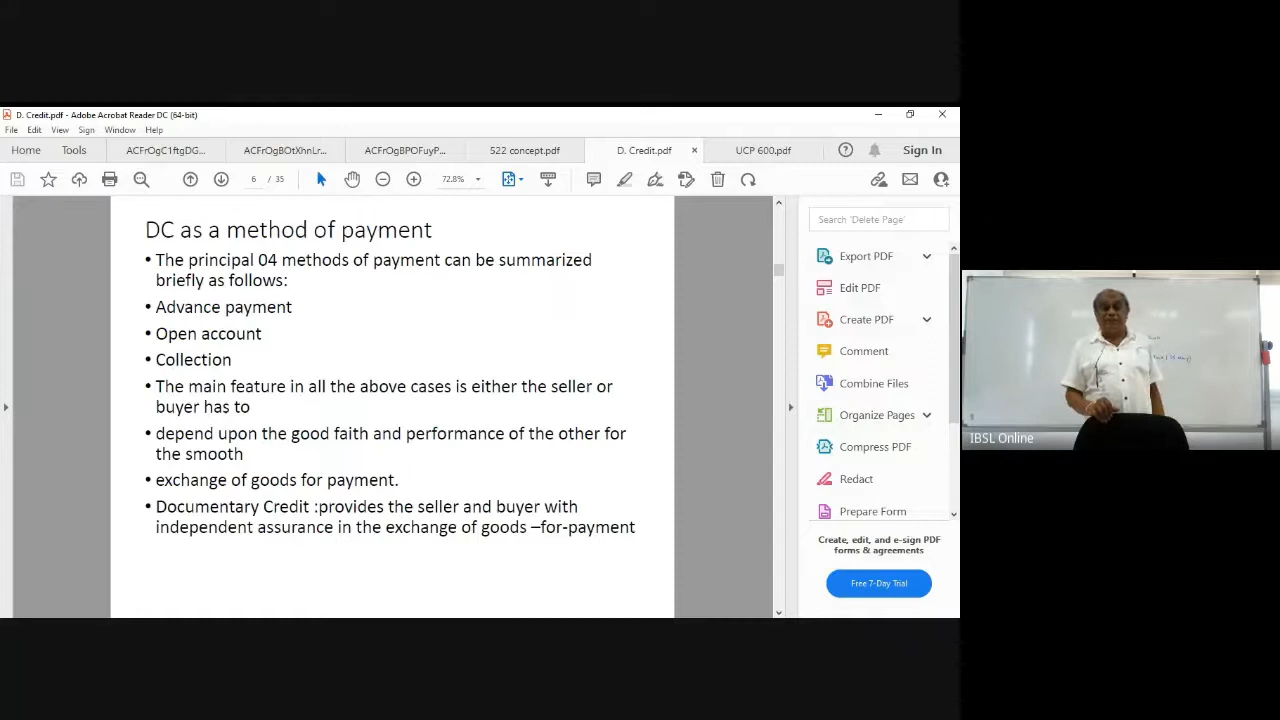 D. Credit.pdf - Adobe Acrobat Reader DC (64-bit)
File Edit View Sign Window Help
Home Tools ACFrOgC1ftgDG... ACFrOgBOtXhnLr... ACFrOgBPOFuyP... 522 concept.pdf D. Credit.pdf × UCP 600.pdf Sign In
6 / 35 72.8%
DC as a method of payment
• The principal 04 methods of payment can be summarized
briefly as follows:
• Advance payment
• Open account
• Collection
• The main feature in all the above cases is either the seller or
buyer has to
• depend upon the good faith and performance of the other for
the smooth
• exchange of goods for payment.
• Documentary Credit :provides the seller and buyer with
independent assurance in the exchange of goods –for-payment
Search 'Delete Page'
Export PDF
Edit PDF
Create PDF
Comment
Combine Files
Organize Pages
Compress PDF
Redact
Prepare Form
Create, edit, and e-sign PDF
forms & agreements
Free 7-Day Trial
IBSL Online